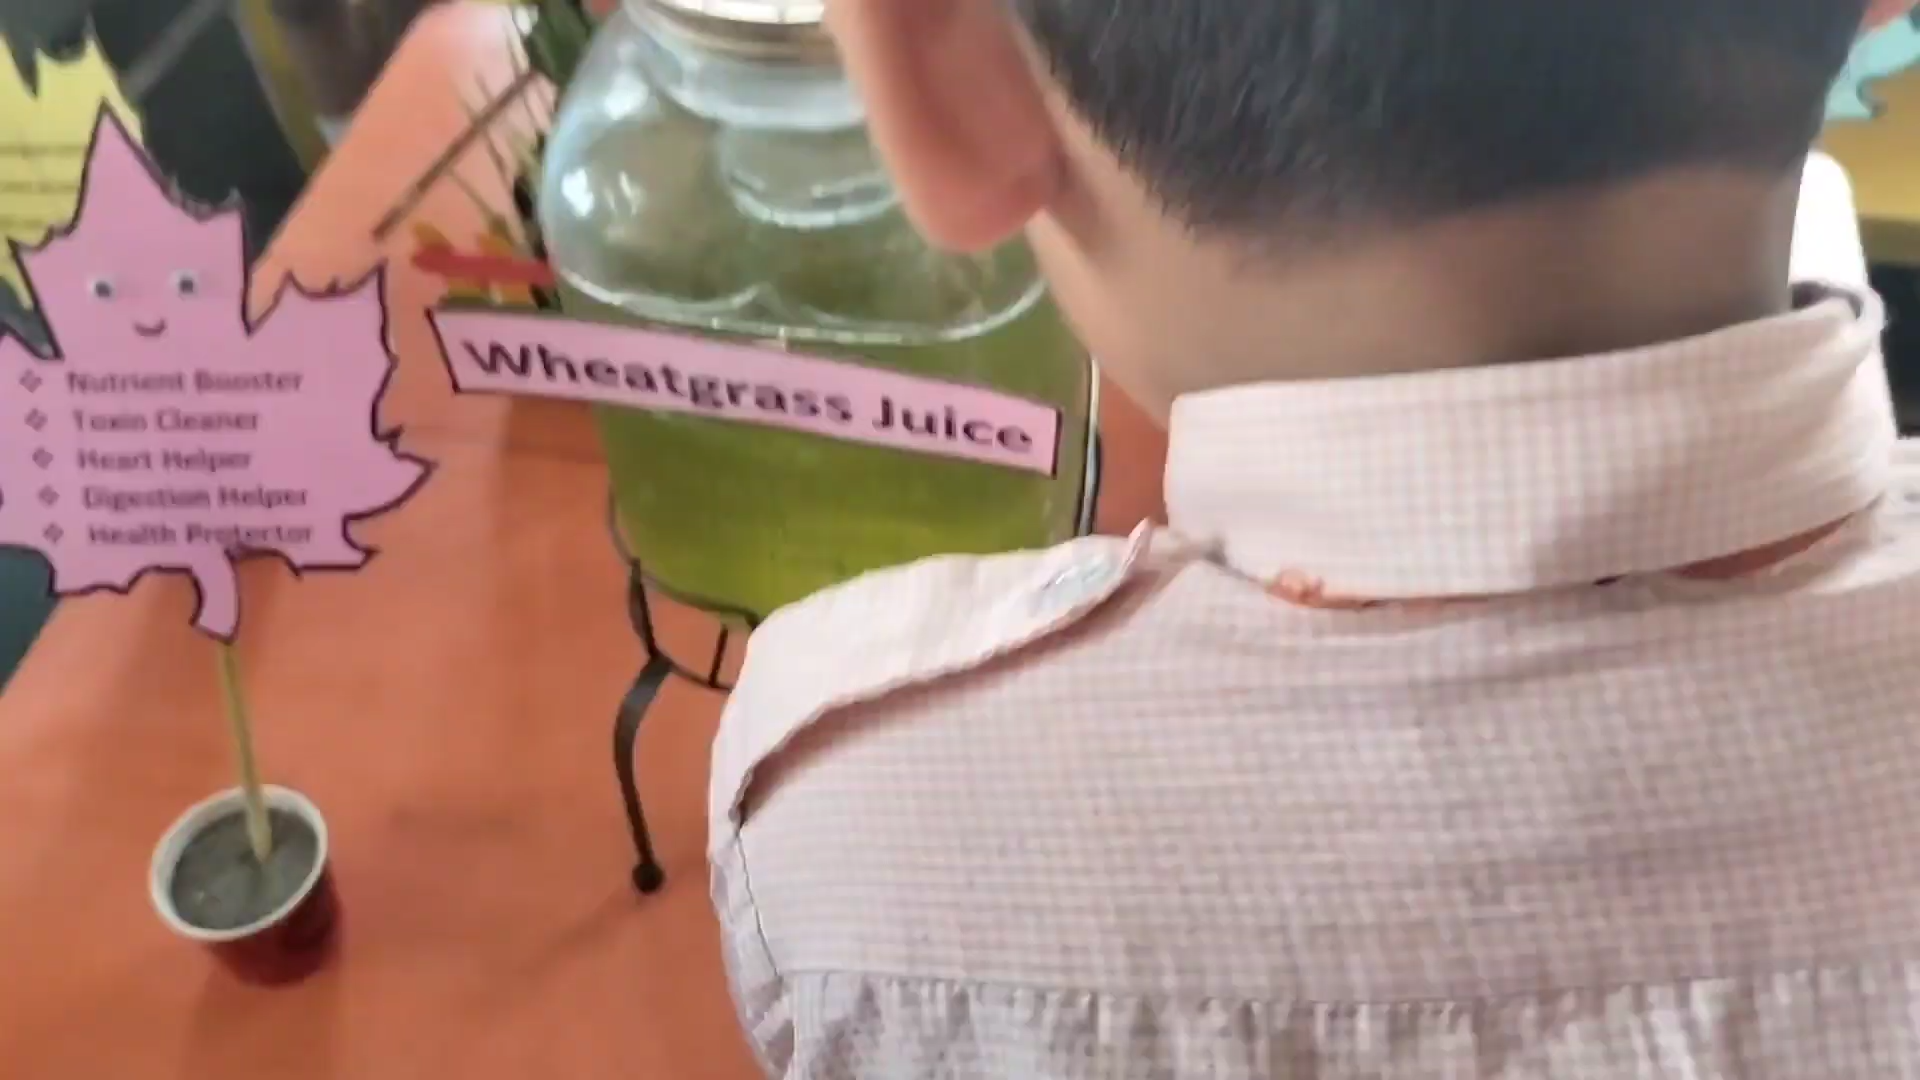 Wheatgrass Juice
❖ Nutrient Booster
❖ Toxin Cleaner
❖ Heart Helper
❖ Digestion Helper
❖ Health Protector